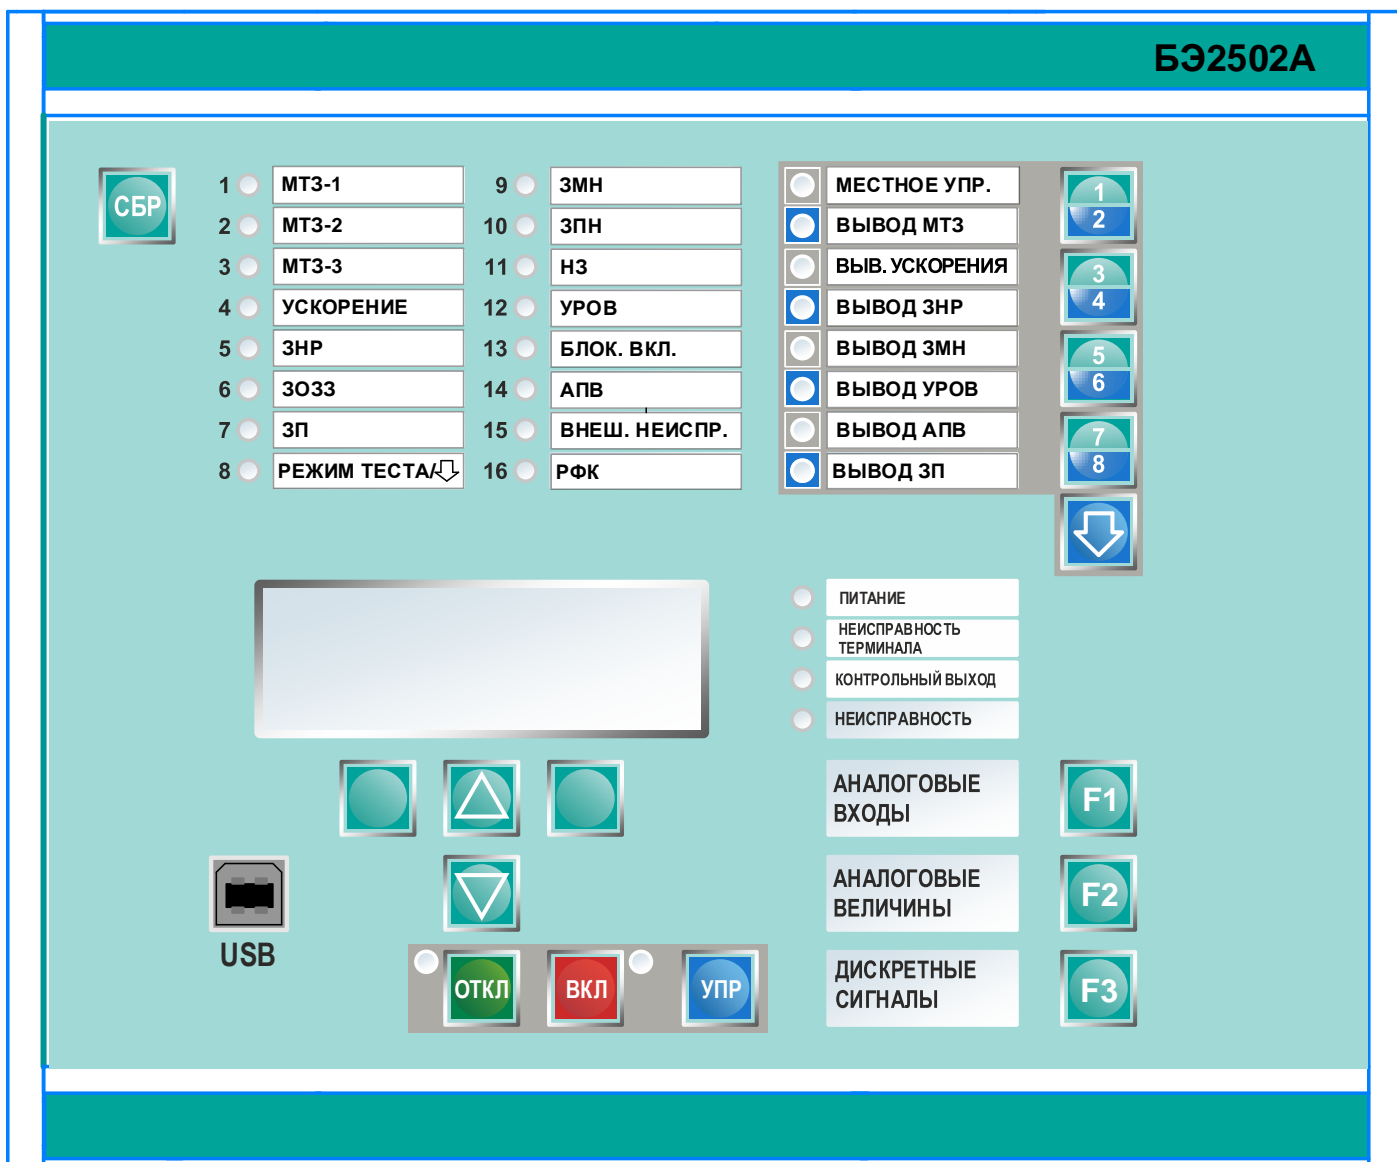 БЭ2502А
СБР
1 МТЗ-1
2 МТЗ-2
3 МТЗ-3
4 УСКОРЕНИЕ
5 ЗНР
6 ЗОЗЗ
7 ЗП
8 РЕЖИМ ТЕСТА/
9 ЗМН
10 ЗПН
11 НЗ
12 УРОВ
13 БЛОК. ВКЛ.
14 АПВ
15 ВНЕШ. НЕИСПР.
16 РФК
МЕСТНОЕ УПР.
ВЫВОД МТЗ
ВЫВ. УСКОРЕНИЯ
ВЫВОД ЗНР
ВЫВОД ЗМН
ВЫВОД УРОВ
ВЫВОД АПВ
ВЫВОД ЗП
1
2
3
4
5
6
7
8
ПИТАНИЕ
НЕИСПРАВНОСТЬ
ТЕРМИНАЛА
КОНТРОЛЬНЫЙ ВЫХОД
НЕИСПРАВНОСТЬ
АНАЛОГОВЫЕ
ВХОДЫ
F1
АНАЛОГОВЫЕ
ВЕЛИЧИНЫ
F2
ДИСКРЕТНЫЕ
СИГНАЛЫ
F3
USB
ОТКЛ
ВКЛ
УПР